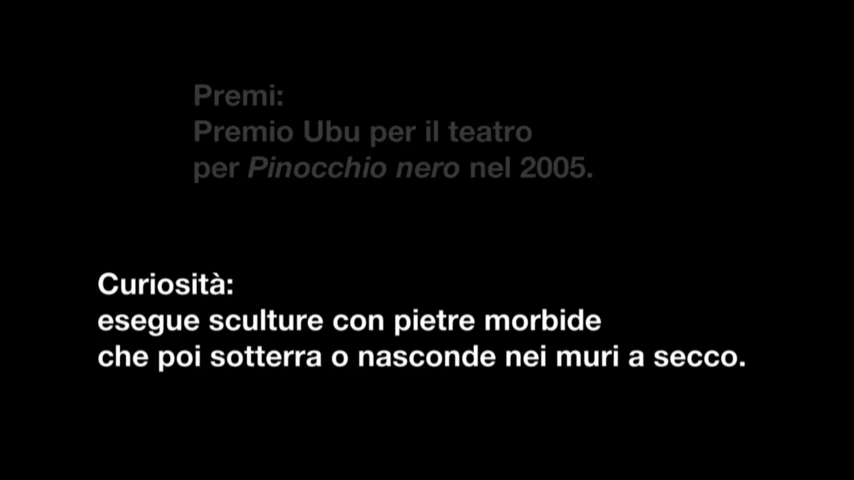 Premi:
Premio Ubu per il teatro
per Pinocchio nero nel 2005.
Curiosità:
esegue sculture con pietre morbide
che poi sotterra o nasconde nei muri a secco.